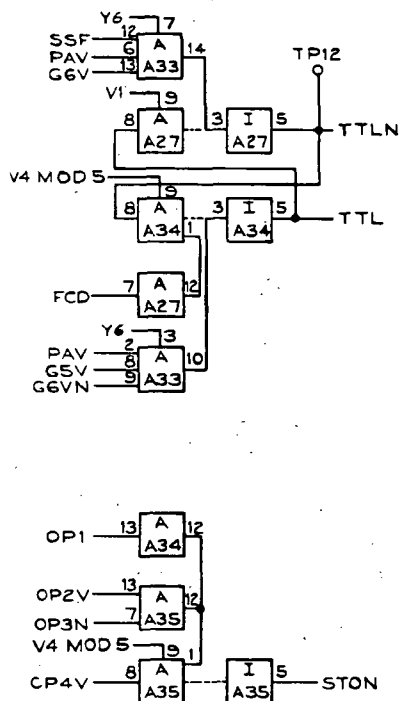 Y6 7
SSF 12 A 14 TP12
PAV 6 A33
G6V 13
V1 9
8 A 3 I 5 TTLN
A27 A27
V4 MOD 5 9
8 A 3 I 5 TTL
A34 1 A34
FCD 7 A 12
A27
Y6 3
PAV 2 A
G5V 8 A33 10
G6VN 9
OP1 13 A 12
A34
OP2V 13 A 12
OP3N 7 A35
V4 MOD 5 9 1
CP4V 8 A I 5 STON
A35 A35